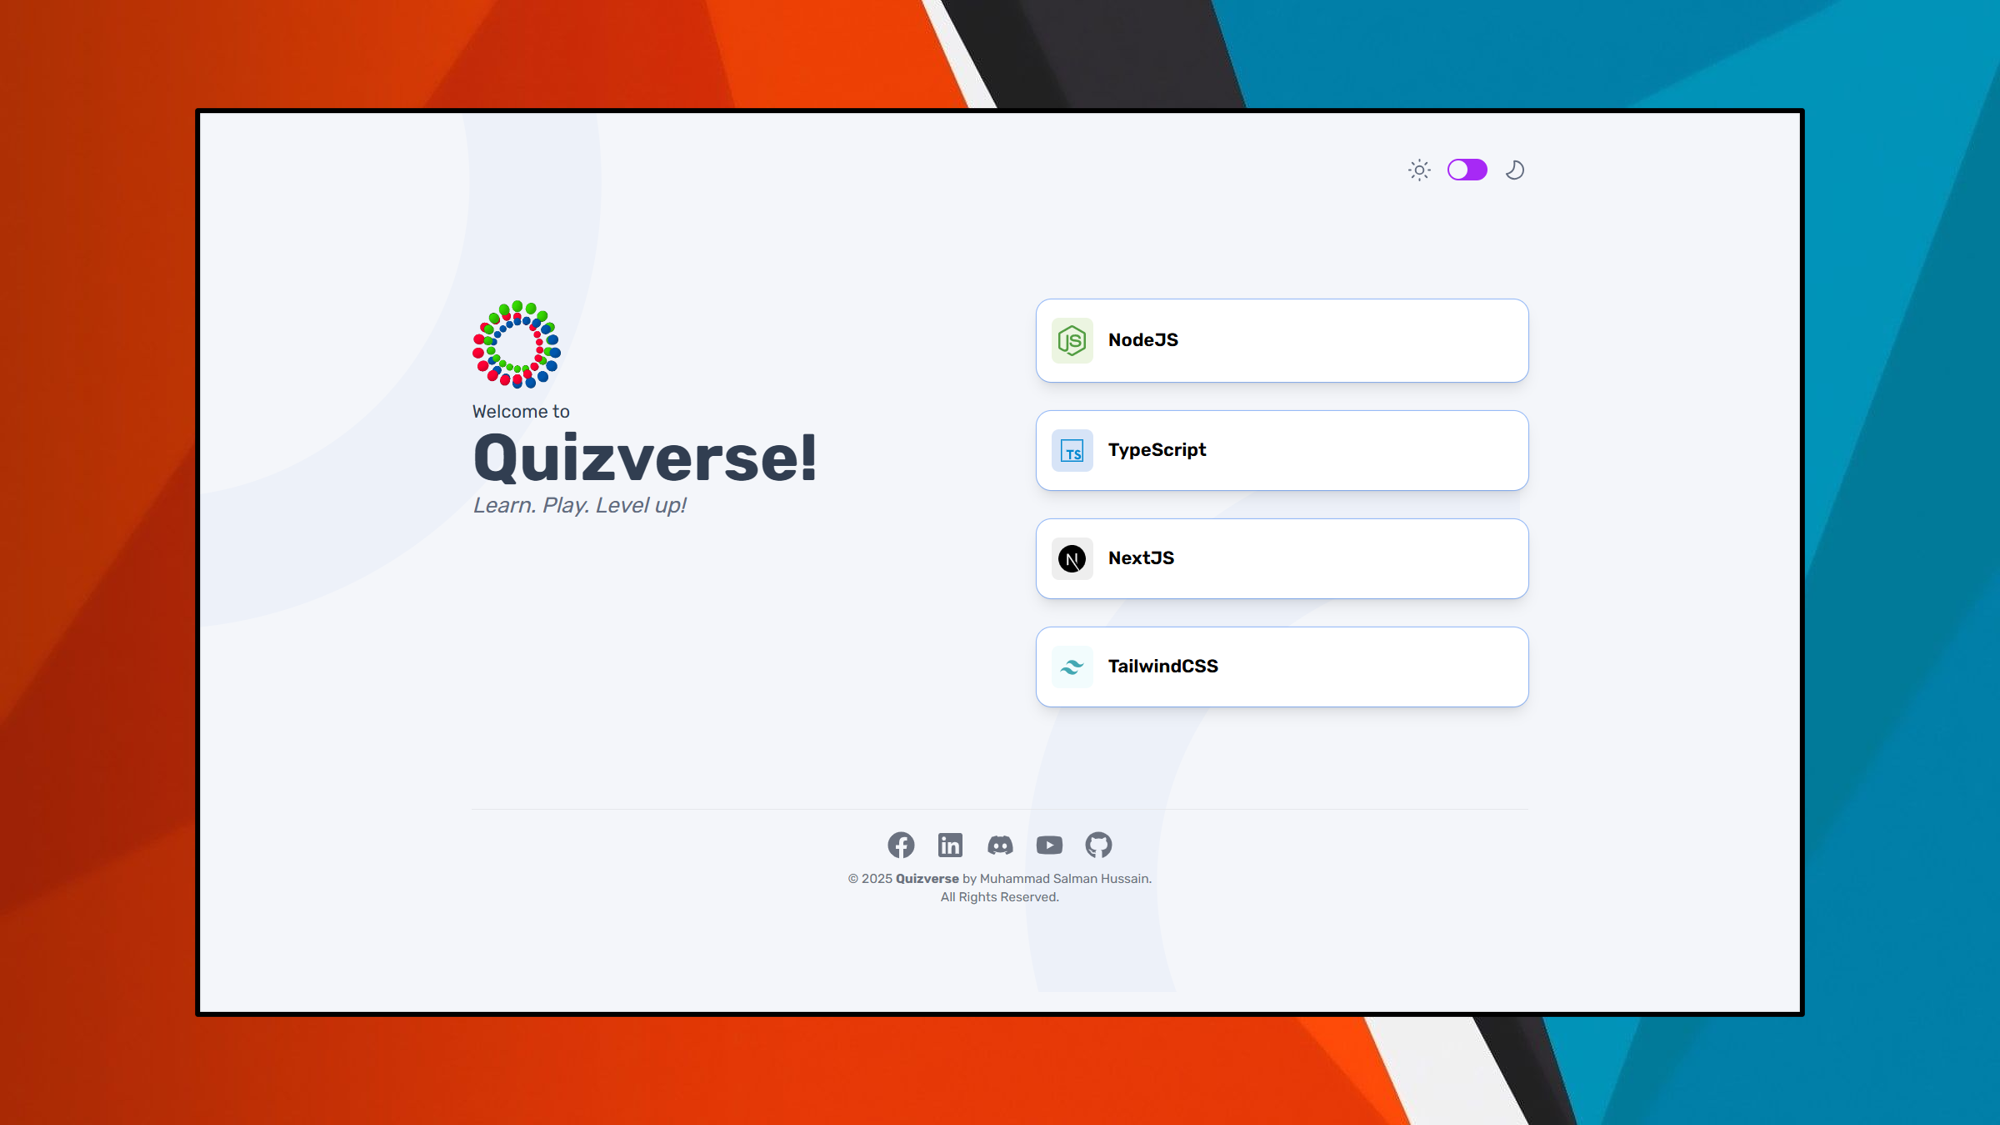 Welcome to
Quizverse!
Learn. Play. Level up!
JS NodeJS
TS TypeScript
N NextJS
TailwindCSS
in
© 2025 Quizverse by Muhammad Salman Hussain.
All Rights Reserved.